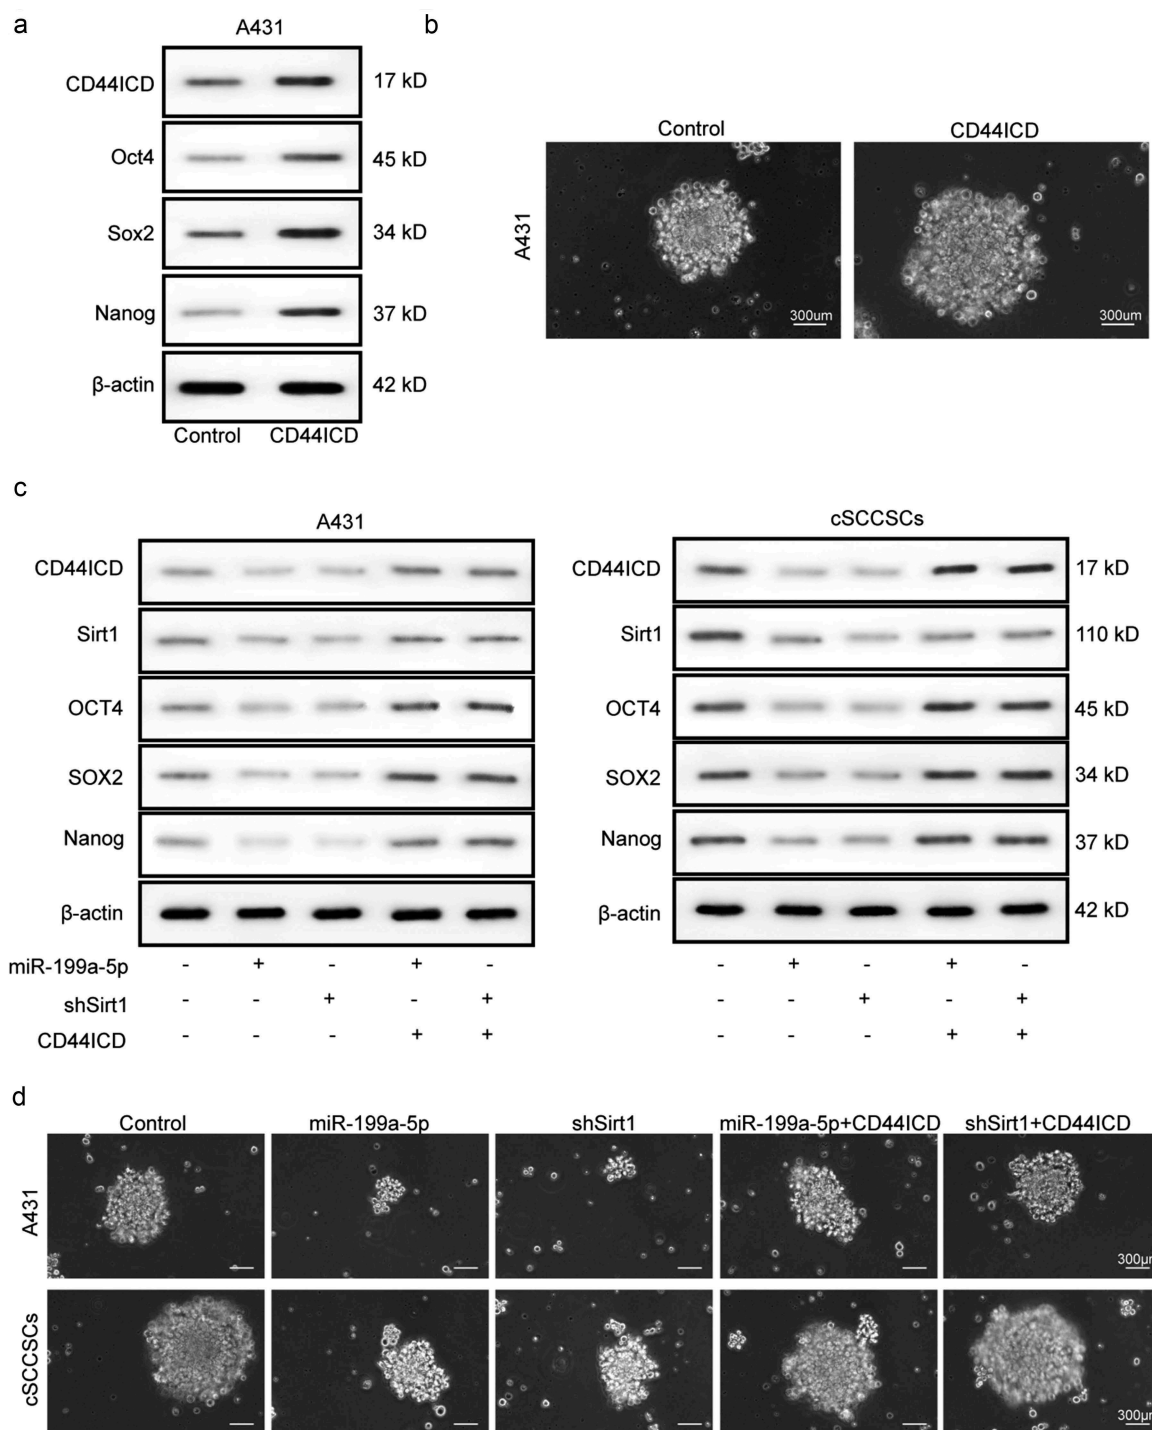 a
b
A431
CD44ICD
17 kD
Oct4
45 kD
Sox2
34 kD
Nanog
37 kD
β-actin
42 kD
Control CD44ICD
Control
CD44ICD
A431
300um
300um
c
A431
cSCCSCs
CD44ICD
CD44ICD
17 kD
Sirt1
Sirt1
110 kD
OCT4
OCT4
45 kD
SOX2
SOX2
34 kD
Nanog
Nanog
37 kD
β-actin
β-actin
42 kD
miR-199a-5p - + - + - - + - + -
shSirt1 - - + - + - - + - +
CD44ICD - - - + + - - - + +
d
Control miR-199a-5p shSirt1 miR-199a-5p+CD44ICD shSirt1+CD44ICD
A431
300μm
cSCCSCs
300μm